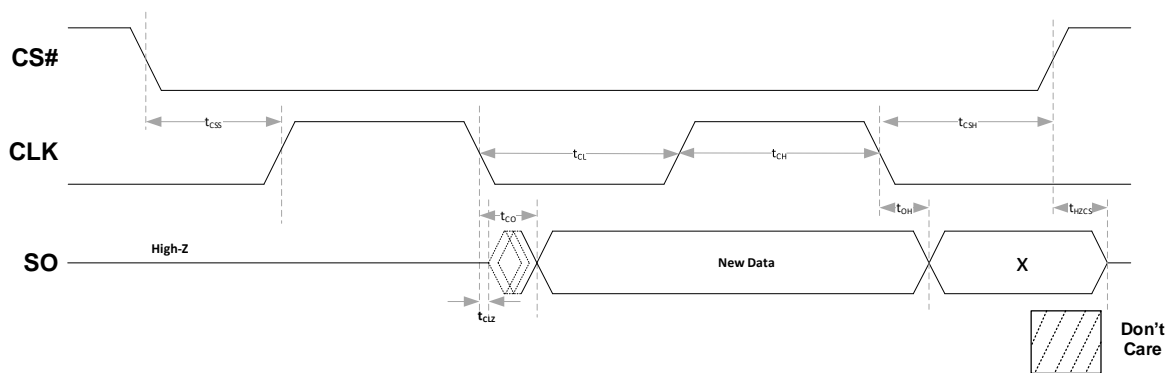 CS#
tCSS
tCSH
CLK
tCL
tCH
tCO
tOH
tHZCS
High-Z
SO
New Data
X
tCLZ
Don't
Care